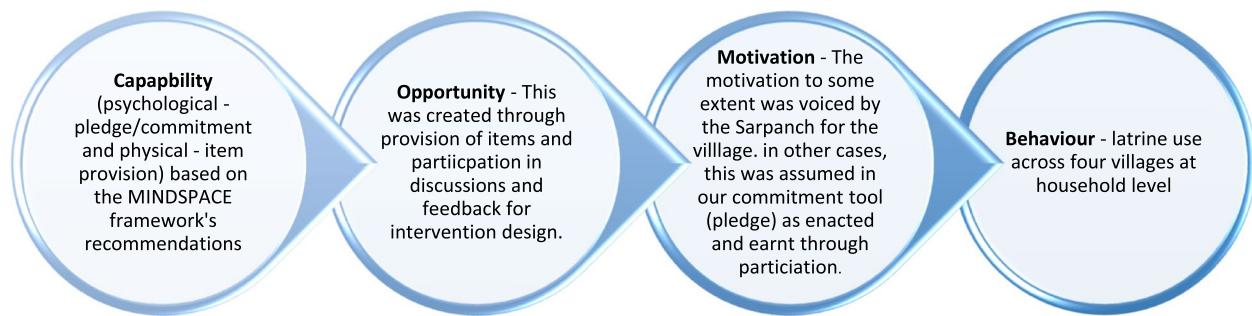 Capapbility
(psychological -
pledge/commitment
and physical - item
provision) based on
the MINDSPACE
framework's
recommendations
Opportunity - This
was created through
provision of items and
partiicpation in
discussions and
feedback for
intervention design.
Motivation - The
motivation to some
extent was voiced by
the Sarpanch for the
villlage. in other cases,
this was assumed in
our commitment tool
(pledge) as enacted
and earnt through
particiation.
Behaviour - latrine use
across four villages at
household level